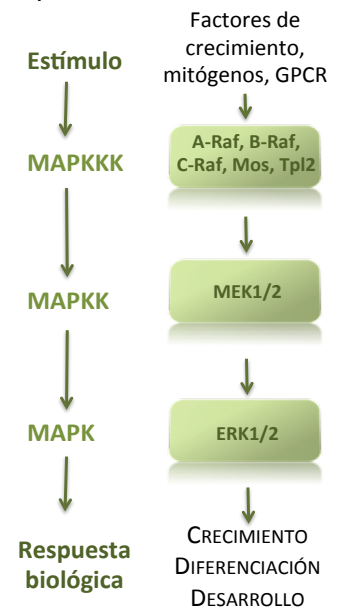 Factores de
crecimiento,
mitógenos, GPCR
Estímulo
A-Raf, B-Raf,
C-Raf, Mos, Tpl2
MAPKKK
MEK1/2
MAPKK
ERK1/2
MAPK
CRECIMIENTO
DIFERENCIACIÓN
DESARROLLO
Respuesta
biológica